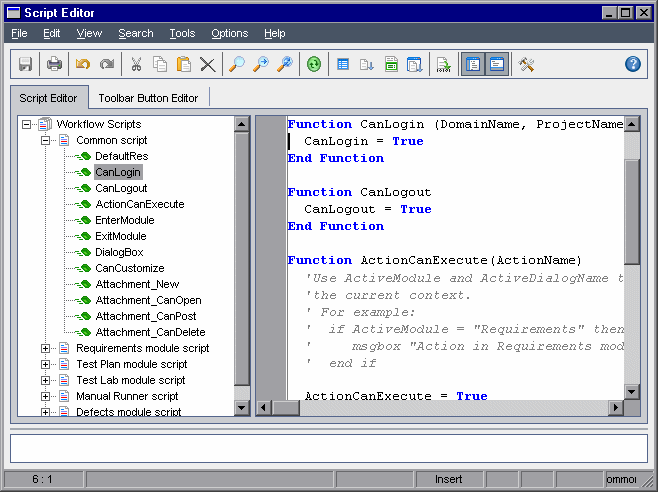 Script Editor
File Edit View Search Tools Options Help
Script Editor
Toolbar Button Editor
Workflow Scripts
Common script
DefaultRes
CanLogin
CanLogout
ActionCanExecute
EnterModule
ExitModule
DialogBox
CanCustomize
Attachment_New
Attachment_CanOpen
Attachment_CanPost
Attachment_CanDelete
Requirements module script
Test Plan module script
Test Lab module script
Manual Runner script
Defects module script
Function CanLogin (DomainName, ProjectName
CanLogin = True
End Function
Function CanLogout
CanLogout = True
End Function
Function ActionCanExecute(ActionName)
'Use ActiveModule and ActiveDialogName t
'the current context.
' For example:
' if ActiveModule = "Requirements" then
' msgbox "Action in Requirements mod
' end if
ActionCanExecute = True
6 : 1
Insert
ommor